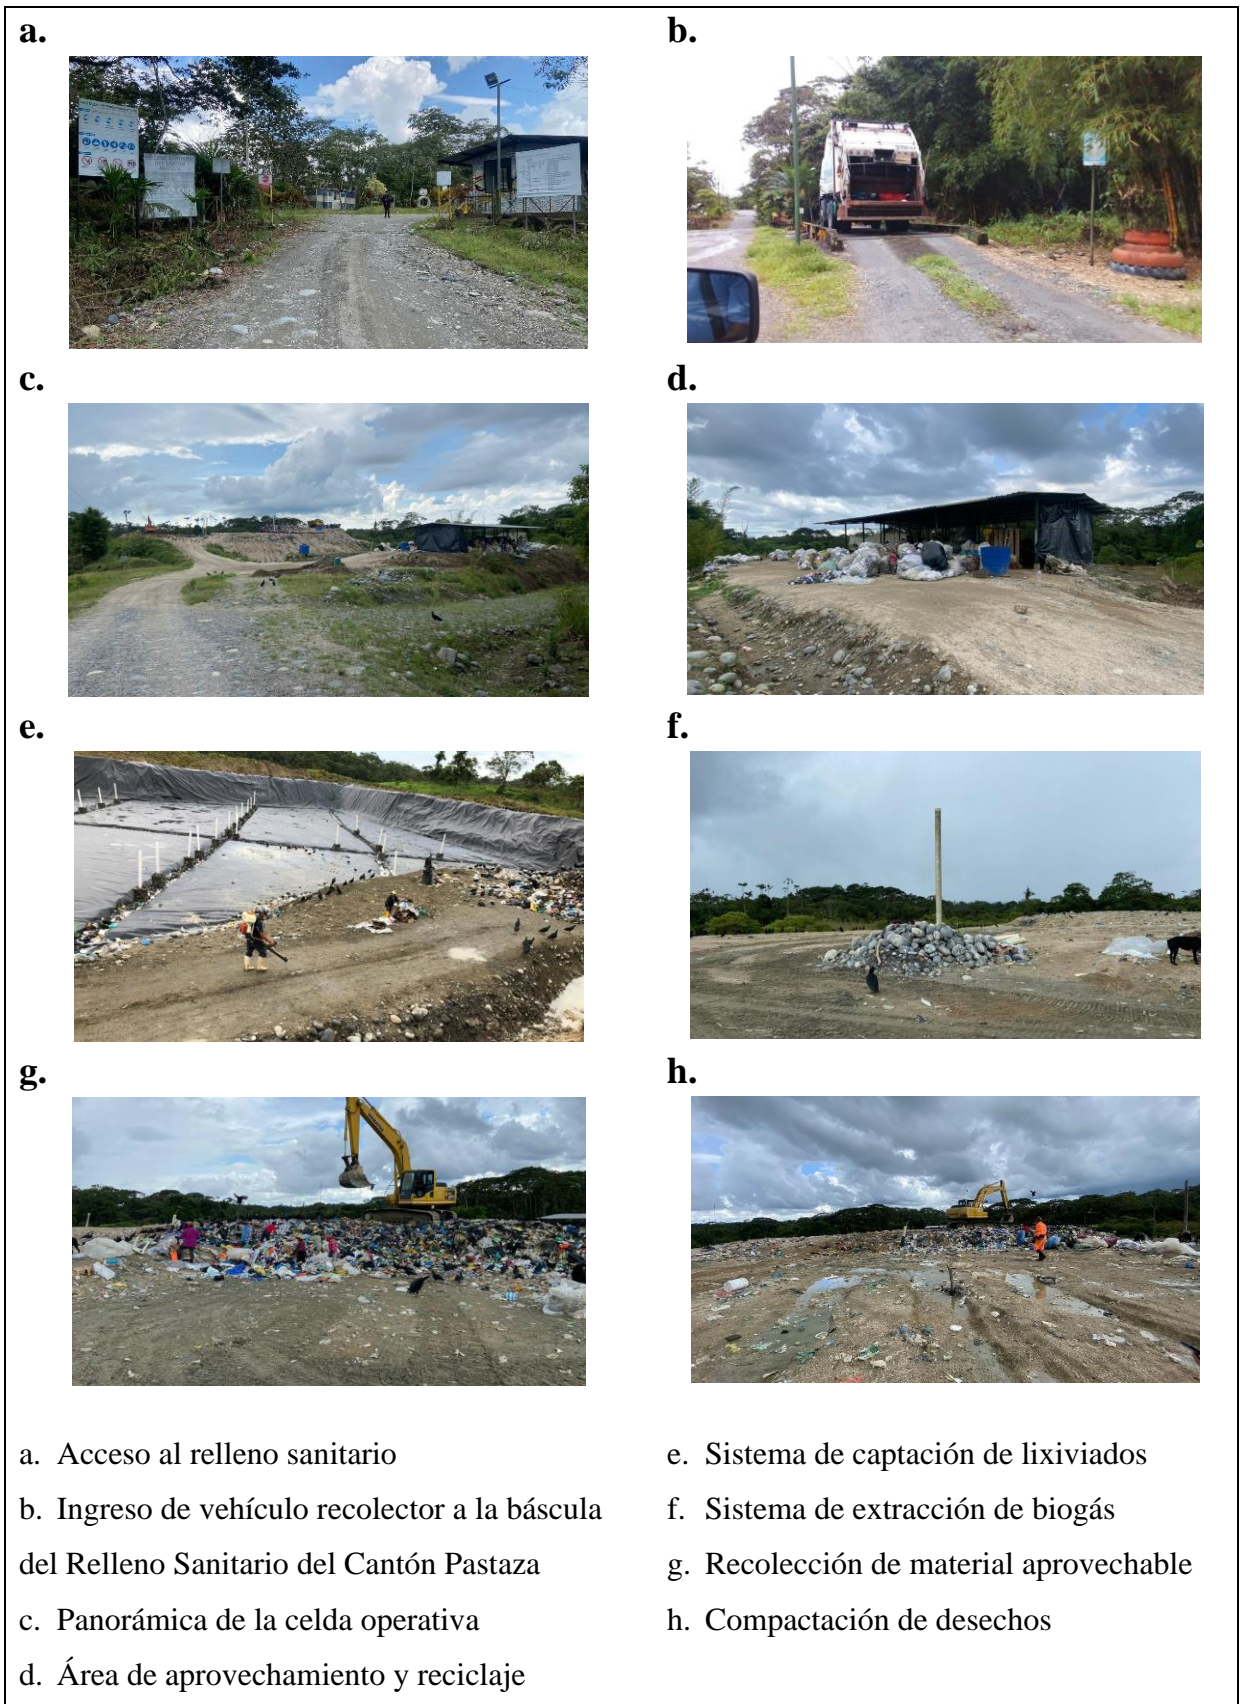 a.
b.
c.
d.
e.
f.
g.
h.
a. Acceso al relleno sanitario
b. Ingreso de vehículo recolector a la báscula
del Relleno Sanitario del Cantón Pastaza
c. Panorámica de la celda operativa
d. Área de aprovechamiento y reciclaje
e. Sistema de captación de lixiviados
f. Sistema de extracción de biogás
g. Recolección de material aprovechable
h. Compactación de desechos